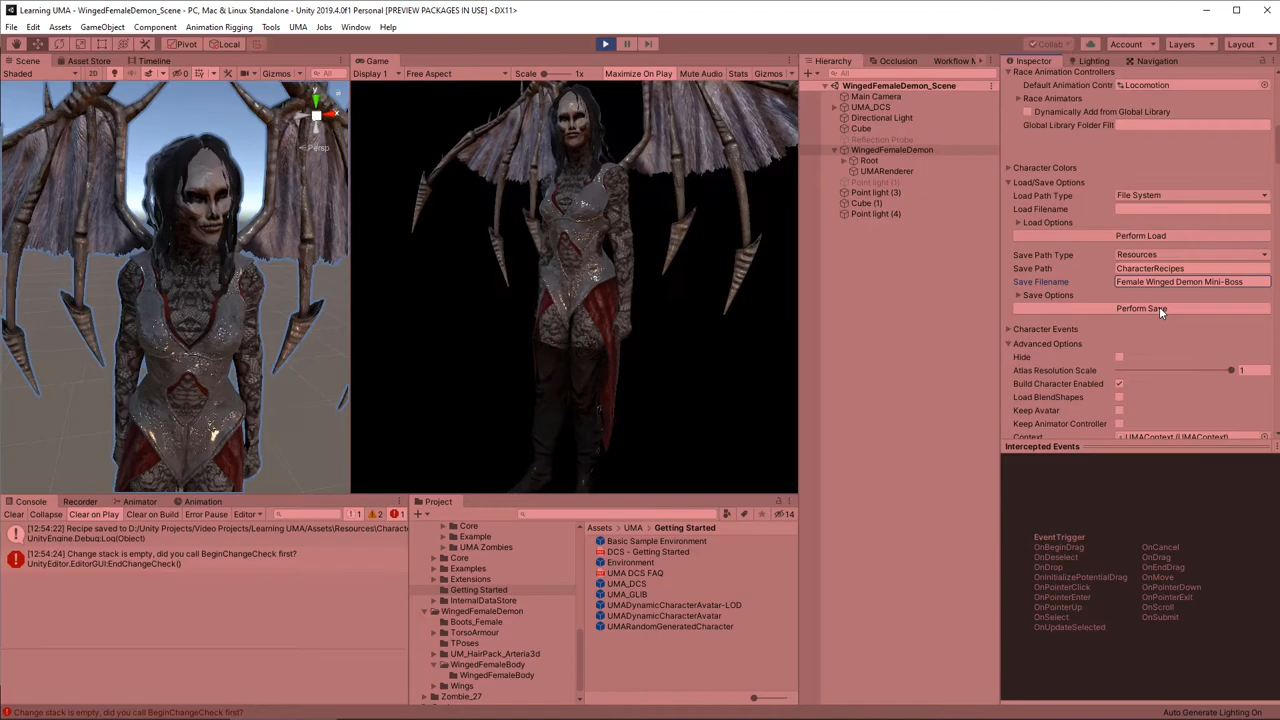 Learning UMA - WingedFemaleDemon_Scene - PC, Mac & Linux Standalone - Unity 2019.4.0f1 Personal [PREVIEW PACKAGES IN USE] <DX11>
File Edit Assets GameObject Component Animation Rigging Tools UMA Jobs Window Help
Pivot Local Collab Account Layers Layout
Scene Asset Store Timeline
Shaded 2D 0 Gizmos All
y
x
Persp
Game
Display 1 Free Aspect Scale 1x Maximize On Play Mute Audio Stats Gizmos
Hierarchy Occlusion Workflow M
All
WingedFemaleDemon_Scene
Main Camera
UMA_DCS
Directional Light
Cube
Reflection Probe
WingedFemaleDemon
Root
UMARenderer
Point light (1)
Point light (3)
Cube (1)
Point light (4)
Inspector Lighting Navigation
Race Animation Controllers
Default Animation Contr Locomotion
Race Animators
Dynamically Add from Global Library
Global Library Folder Filt
Character Colors
Load/Save Options
Load Path Type File System
Load Filename
Load Options
Perform Load
Save Path Type Resources
Save Path CharacterRecipes
Save Filename Female Winged Demon Mini-Boss
Save Options
Perform Save
Character Events
Advanced Options
Hide
Atlas Resolution Scale 1
Build Character Enabled
Load BlendShapes
Keep Avatar
Keep Animator Controller
Context UMAContext (UMAContext)
Intercepted Events
EventTrigger
OnBeginDrag OnCancel
OnDeselect OnDrag
OnDrop OnEndDrag
OnInitializePotentialDrag OnMove
OnPointerClick OnPointerDown
OnPointerEnter OnPointerExit
OnPointerUp OnScroll
OnSelect OnSubmit
OnUpdateSelected
Console Recorder Animator Animation
Clear Collapse Clear on Play Clear on Build Error Pause Editor 1 2 1
[12:54:22] Recipe saved to D:/Unity Projects/Video Projects/Learning UMA/Assets/Resources/Characte
UnityEngine.Debug:Log(Object)
[12:54:24] Change stack is empty, did you call BeginChangeCheck first?
UnityEditor.EditorGUI:EndChangeCheck()
Project
14
Core
Example
UMA Zombies
Core
Examples
Extensions
Getting Started
InternalDataStore
WingedFemaleDemon
Boots_Female
TorsoArmour
TPoses
UM_HairPack_Arteria3d
WingedFemaleBody
WingedFemaleBody
Wings
Zombie_27
Assets › UMA › Getting Started
Basic Sample Environment
DCS - Getting Started
Environment
UMA DCS FAQ
UMA_DCS
UMA_GLIB
UMADynamicCharacterAvatar-LOD
UMADynamicCharacterAvatar
UMARandomGeneratedCharacter
Change stack is empty, did you call BeginChangeCheck first?
Auto Generate Lighting On